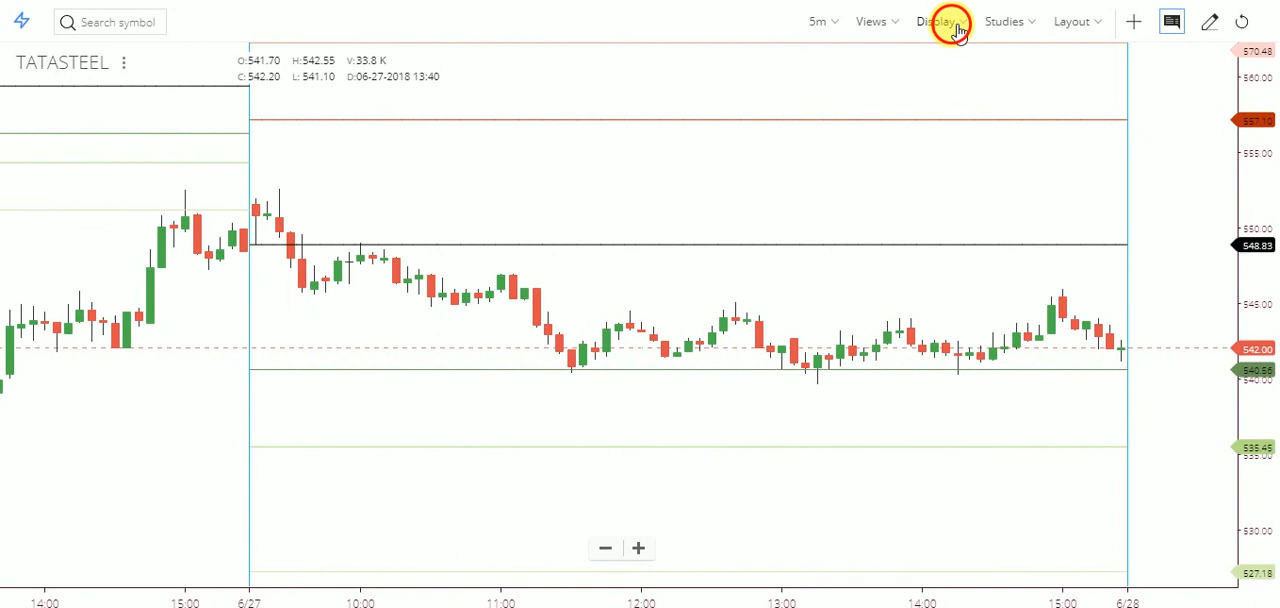 Search symbol
5m
Views
Display
Studies
Layout
TATASTEEL
O:541.70 H:542.55 V:33.8 K
C:542.20 L:541.10 D:06-27-2018 13:40
570.48
560.00
557.10
555.00
550.00
548.83
545.00
542.00
540.56
540.00
535.45
535.00
530.00
527.18
14:00 15:00 6/27 10:00 11:00 12:00 13:00 14:00 15:00 6/28